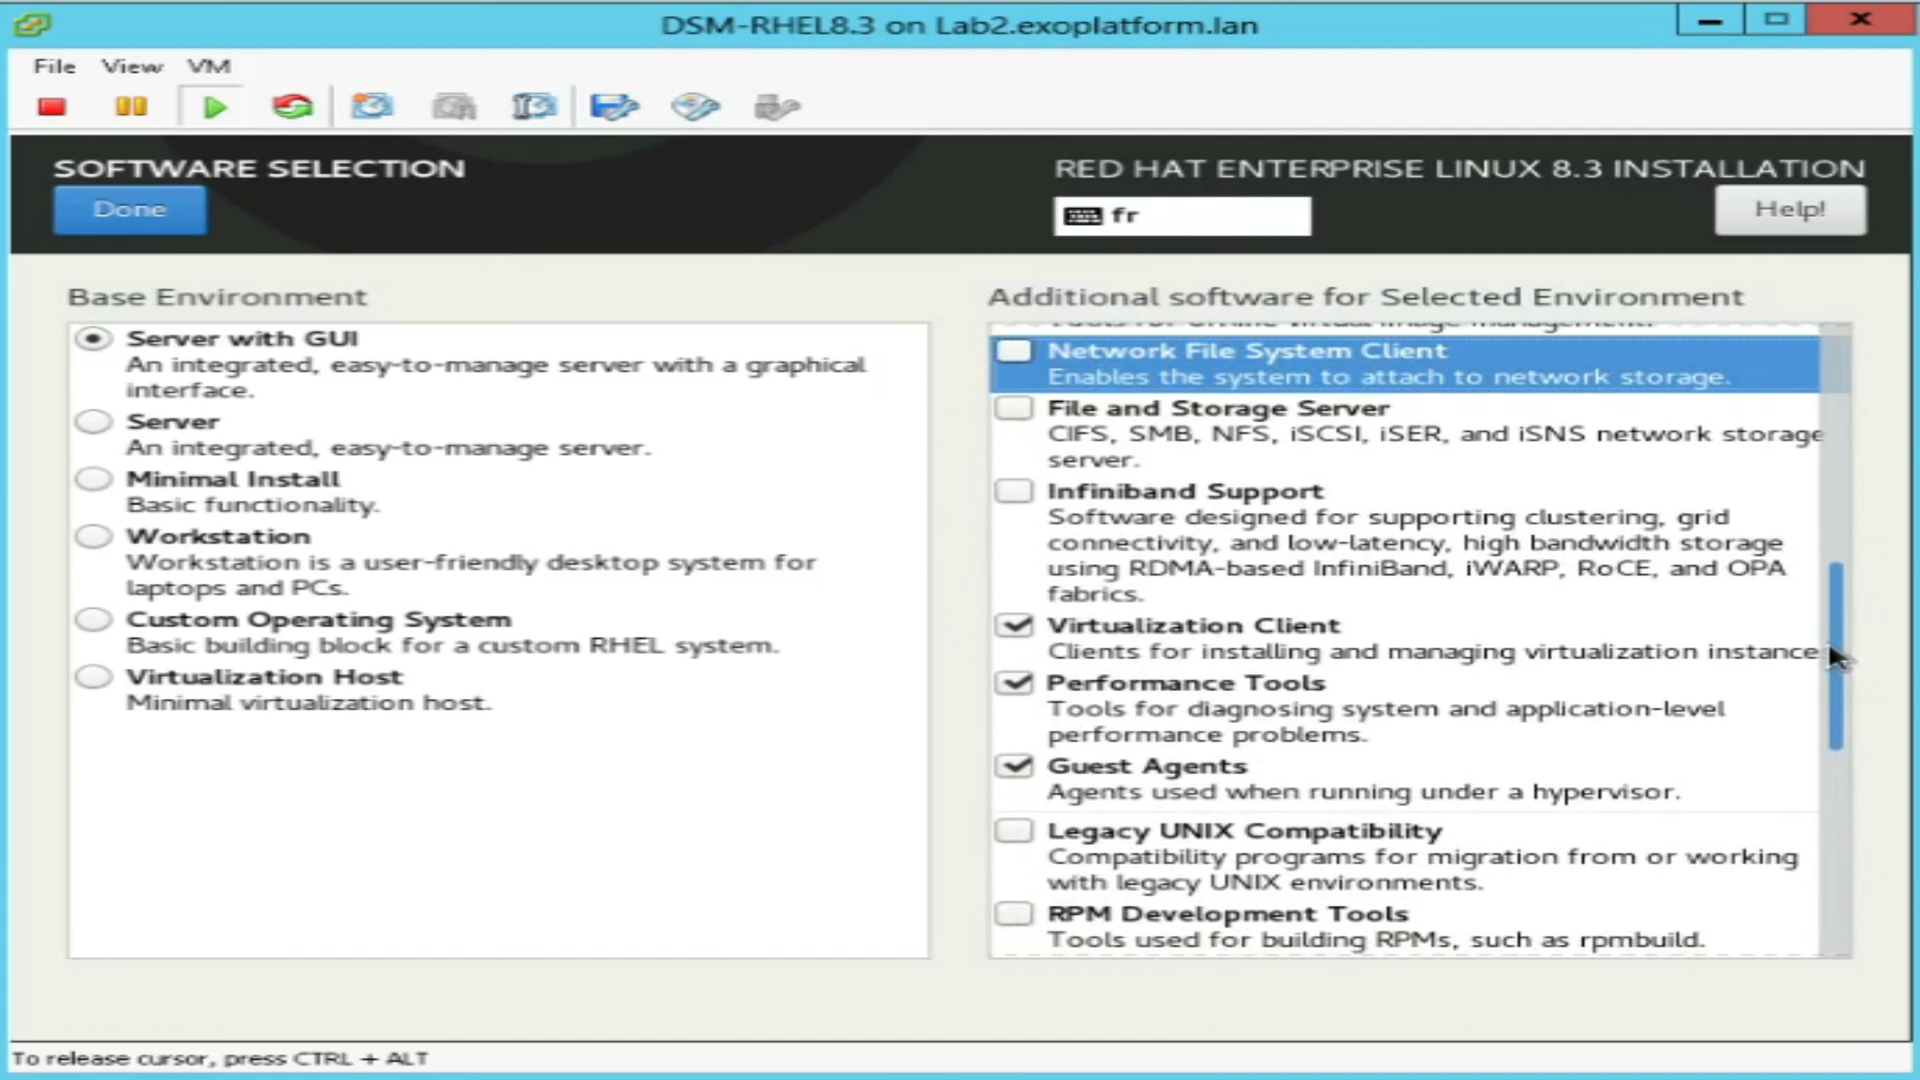 DSM-RHEL8.3 on Lab2.exoplatform.lan
File View VM
SOFTWARE SELECTION
RED HAT ENTERPRISE LINUX 8.3 INSTALLATION
Done
fr
Help!
Base Environment
Server with GUI
An integrated, easy-to-manage server with a graphical
interface.
Server
An integrated, easy-to-manage server.
Minimal Install
Basic functionality.
Workstation
Workstation is a user-friendly desktop system for
laptops and PCs.
Custom Operating System
Basic building block for a custom RHEL system.
Virtualization Host
Minimal virtualization host.
Additional software for Selected Environment
Network File System Client
Enables the system to attach to network storage.
File and Storage Server
CIFS, SMB, NFS, iSCSI, iSER, and iSNS network storage
server.
Infiniband Support
Software designed for supporting clustering, grid
connectivity, and low-latency, high bandwidth storage
using RDMA-based InfiniBand, iWARP, RoCE, and OPA
fabrics.
Virtualization Client
Clients for installing and managing virtualization instance
Performance Tools
Tools for diagnosing system and application-level
performance problems.
Guest Agents
Agents used when running under a hypervisor.
Legacy UNIX Compatibility
Compatibility programs for migration from or working
with legacy UNIX environments.
RPM Development Tools
Tools used for building RPMs, such as rpmbuild.
To release cursor, press CTRL + ALT